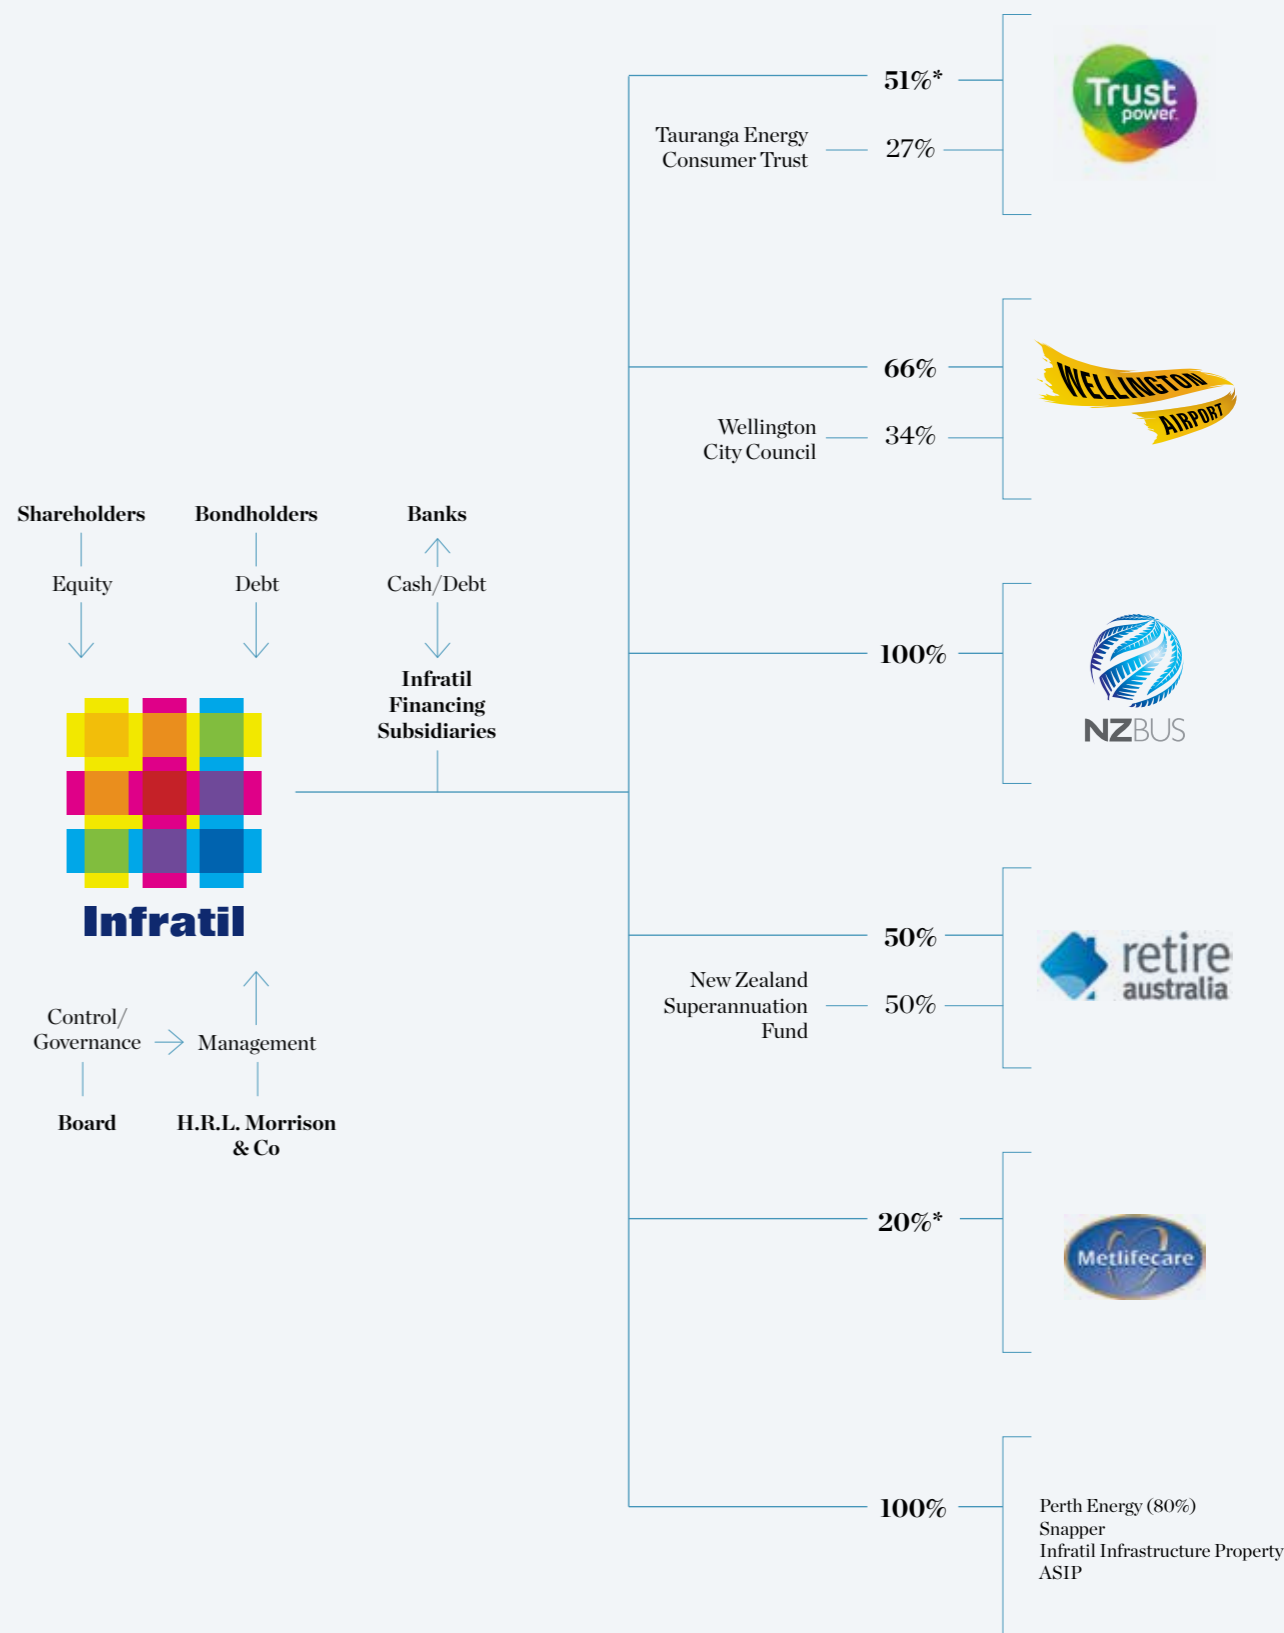 51%*
Trust
power.
Tauranga Energy
Consumer Trust
27%
66%
WELLINGTON
AIRPORT
Wellington
City Council
34%
Shareholders
Bondholders
Banks
Equity
Debt
Cash/Debt
Infratil
Financing
Subsidiaries
100%
NZBUS
Infratil
50%
retire
australia
New Zealand
Superannuation
Fund
50%
Control/
Governance
Management
Board
H.R.L. Morrison
& Co
20%*
Metlifecare
100%
Perth Energy (80%)
Snapper
Infratil Infrastructure Property
ASIP